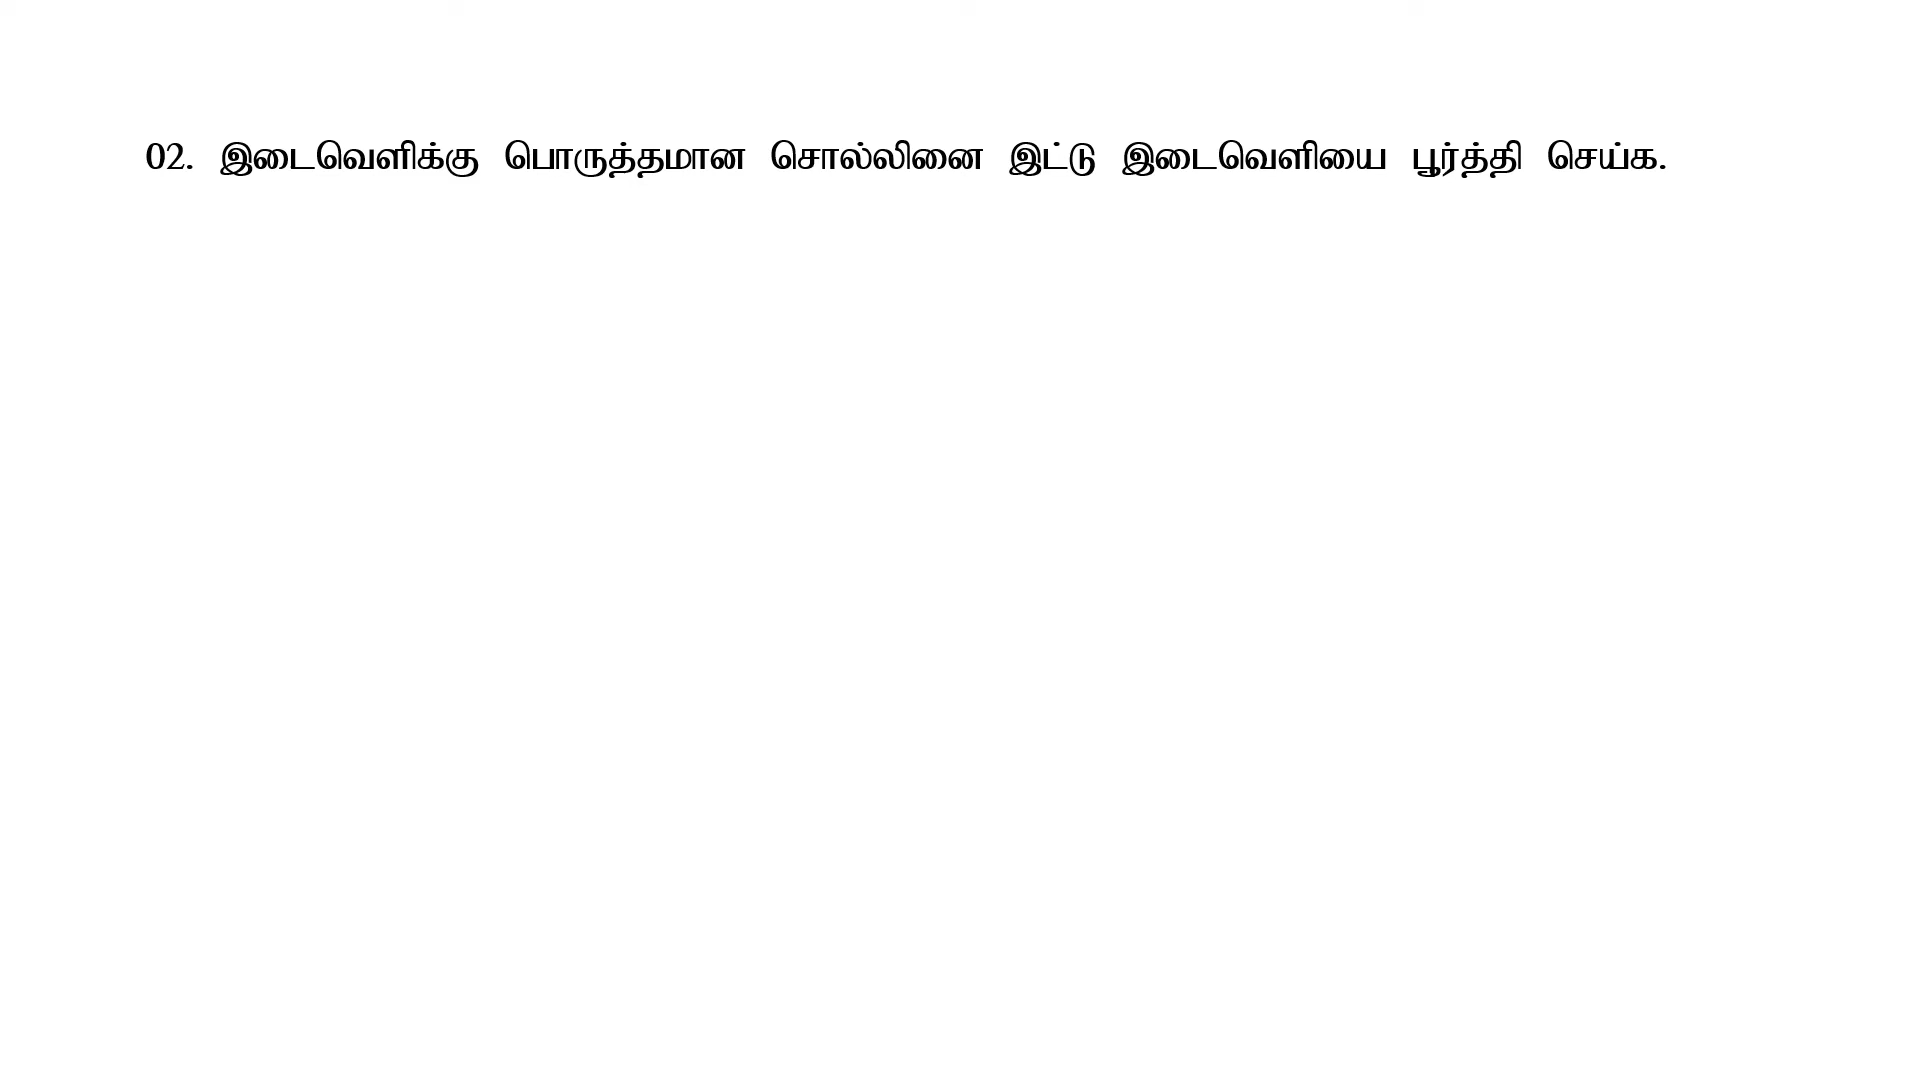 02. இடைவெளிக்கு பொருத்தமான சொல்லினை இட்டு இடைவெளியை பூர்த்தி செய்க.